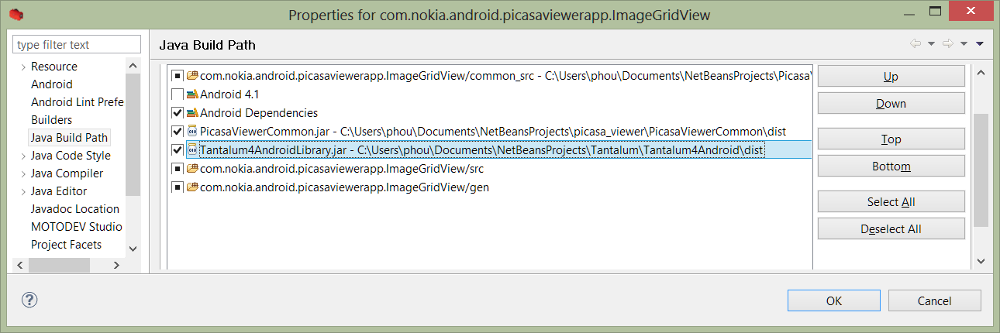 Properties for com.nokia.android.picasaviewerapp.ImageGridView
type filter text
Resource
Android
Android Lint Prefe
Builders
Java Build Path
Java Code Style
Java Compiler
Java Editor
Javadoc Location
MOTODEV Studio
Project Facets
Java Build Path
com.nokia.android.picasaviewerapp.ImageGridView/common_src - C:\Users\phou\Documents\NetBeansProjects\Picasa\
Android 4.1
Android Dependencies
PicasaViewerCommon.jar - C:\Users\phou\Documents\NetBeansProjects\picasa_viewer\PicasaViewerCommon\dist
Tantalum4AndroidLibrary.jar - C:\Users\phou\Documents\NetBeansProjects\Tantalum\Tantalum4Android\dist
com.nokia.android.picasaviewerapp.ImageGridView/src
com.nokia.android.picasaviewerapp.ImageGridView/gen
Up
Down
Top
Bottom
Select All
Deselect All
?
OK
Cancel